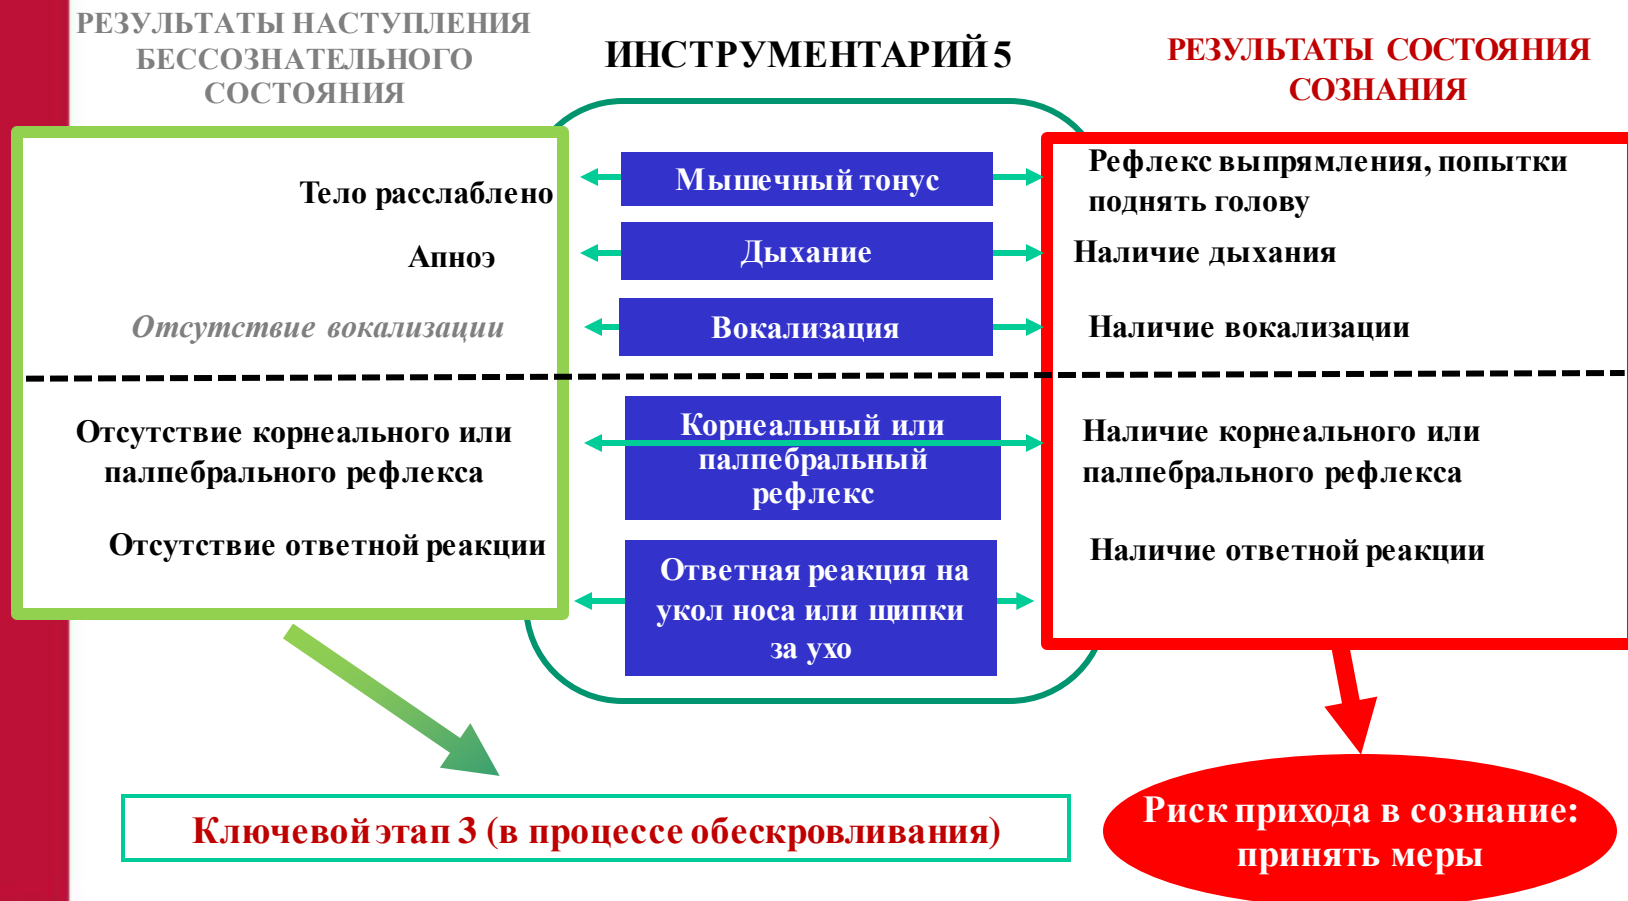 РЕЗУЛЬТАТЫ НАСТУПЛЕНИЯ
БЕССОЗНАТЕЛЬНОГО
СОСТОЯНИЯ
ИНСТРУМЕНТАРИЙ 5
РЕЗУЛЬТАТЫ СОСТОЯНИЯ
СОЗНАНИЯ
Тело расслаблено
Мышечный тонус
Рефлекс выпрямления, попытки
поднять голову
Апноэ
Дыхание
Наличие дыхания
Отсутствие вокализации
Вокализация
Наличие вокализации
Отсутствие корнеального или
палпебрального рефлекса
Корнеальный или
палпебральный
рефлекс
Наличие корнеального или
палпебрального рефлекса
Отсутствие ответной реакции
Ответная реакция на
укол носа или щипки
за ухо
Наличие ответной реакции
Ключевой этап 3 (в процессе обескровливания)
Риск прихода в сознание:
принять меры